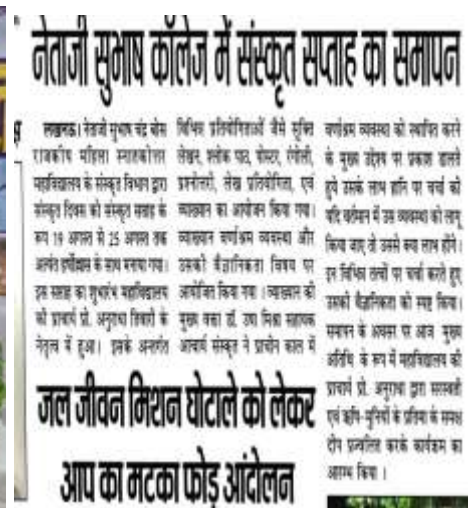 नेताजी सुभाष कॉलेज में संस्कृत सप्ताह का समापन
लखनऊ। नेताजी सुभाष चंद्र बोस
राजकीय महिला स्नातकोत्तर
महाविद्यालय के संस्कृत विभाग द्वारा
संस्कृत दिवस को संस्कृत सप्ताह के
रूप 19 अगस्त से 25 अगस्त तक
अत्यंत हर्षोल्लास के साथ मनाया गया।
इस सप्ताह का शुभारंभ महाविद्यालय
की प्राचार्य प्रो. अनुराधा तिवारी के
नेतृत्व में हुआ। इसके अन्तर्गत
विभिन्न प्रतियोगिताओं जैसे सूक्ति
लेखन, श्लोक पाठ, पोस्टर, रंगोली,
प्रश्नोत्तरी, लेख प्रतियोगिता, एवं
व्याख्यान का आयोजन किया गया।
व्याख्यान वर्णाश्रम व्यवस्था और
उसकी वैज्ञानिकता विषय पर
आयोजित किया गया । व्याख्यान की
मुख्य वक्ता डॉ. उषा मिश्रा सहायक
आचार्य संस्कृत ने प्राचीन काल में
वर्णाश्रम व्यवस्था को स्थापित करने
के मुख्य उद्देश्य पर प्रकाश डालते
हुये उसके लाभ हानि पर चर्चा की
यदि वर्तमान में उस व्यवस्था को लागू
किया जाए तो उससे क्या लाभ होंगे।
इन विभिन्न तत्वों पर चर्चा करते हुए
उसकी वैज्ञानिकता को स्पष्ट किया।
समापन के अवसर पर आज मुख्य
अतिथि के रूप में महाविद्यालय की
प्राचार्य प्रो. अनुराधा द्वारा सरस्वती
एवं ऋषि-मुनियों के प्रतिमा के समक्ष
दीप प्रज्वलित करके कार्यक्रम का
आरम्भ किया ।
जल जीवन मिशन घोटाले को लेकर
आप का मटका फोड़ आंदोलन